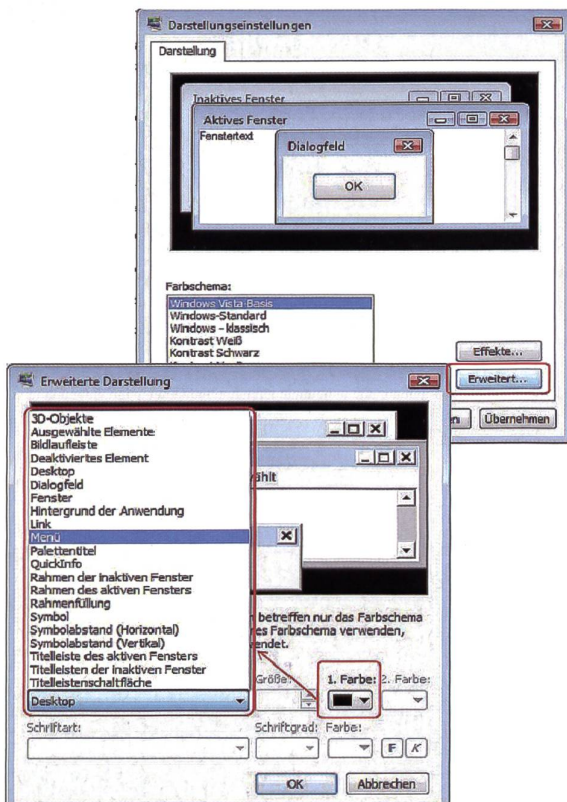 Darstellungseinstellungen
Darstellung
Inaktives Fenster
Aktives Fenster
Fenstertext
Dialogfeld
OK
Farbschema:
Windows Vista-Basis
Windows-Standard
Windows - klassisch
Kontrast Weiß
Kontrast Schwarz
Effekte...
Erweitert...
en
Übernehmen
Erweiterte Darstellung
3D-Objekte
Ausgewählte Elemente
Bildlaufleiste
Deaktiviertes Element
Desktop
Dialogfeld
Fenster
Hintergrund der Anwendung
Link
Menü
Palettentitel
QuickInfo
Rahmen der inaktiven Fenster
Rahmen des aktiven Fensters
Rahmenfüllung
Symbol
Symbolabstand (Horizontal)
Symbolabstand (Vertikal)
Titelleiste des aktiven Fensters
Titelleisten der inaktiven Fenster
Titelleistenschaltfläche
Desktop
ählt
betreffen nur das Farbschema
es Farbschema verwenden,
wendet.
Größe: 1. Farbe: 2. Farbe:
Schriftart: Schriftgrad: Farbe:
F K
OK Abbrechen